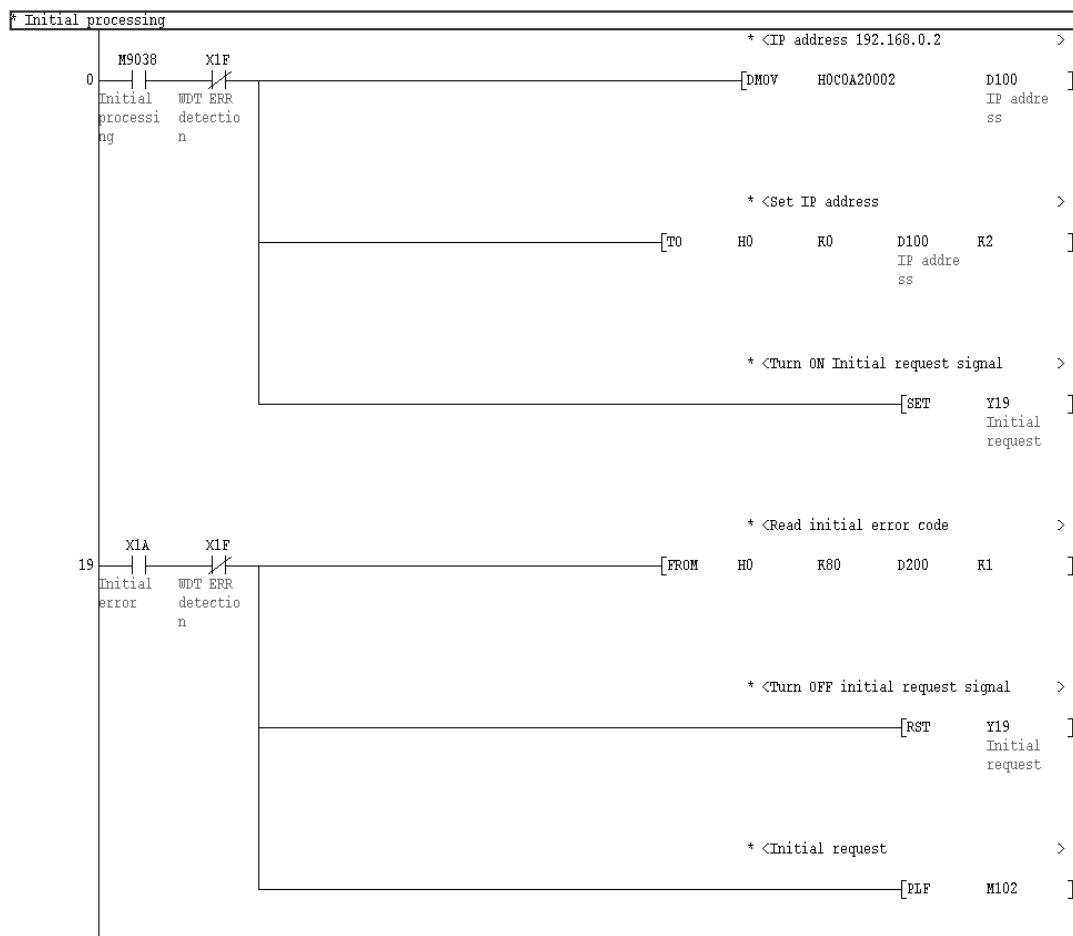 * Initial processing
* <IP address 192.168.0.2 >
M9038 X1F
0 [DMOV H0C0A20002 D100 ]
Initial WDT ERR IP addre
processi detectio ss
ng n
* <Set IP address >
[TO H0 K0 D100 K2 ]
IP addre
ss
* <Turn ON Initial request signal >
[SET Y19 ]
Initial
request
* <Read initial error code >
X1A X1F
19 [FROM H0 K80 D200 K1 ]
Initial WDT ERR
error detectio
n
* <Turn OFF initial request signal >
[RST Y19 ]
Initial
request
* <Initial request >
[PLF M102 ]